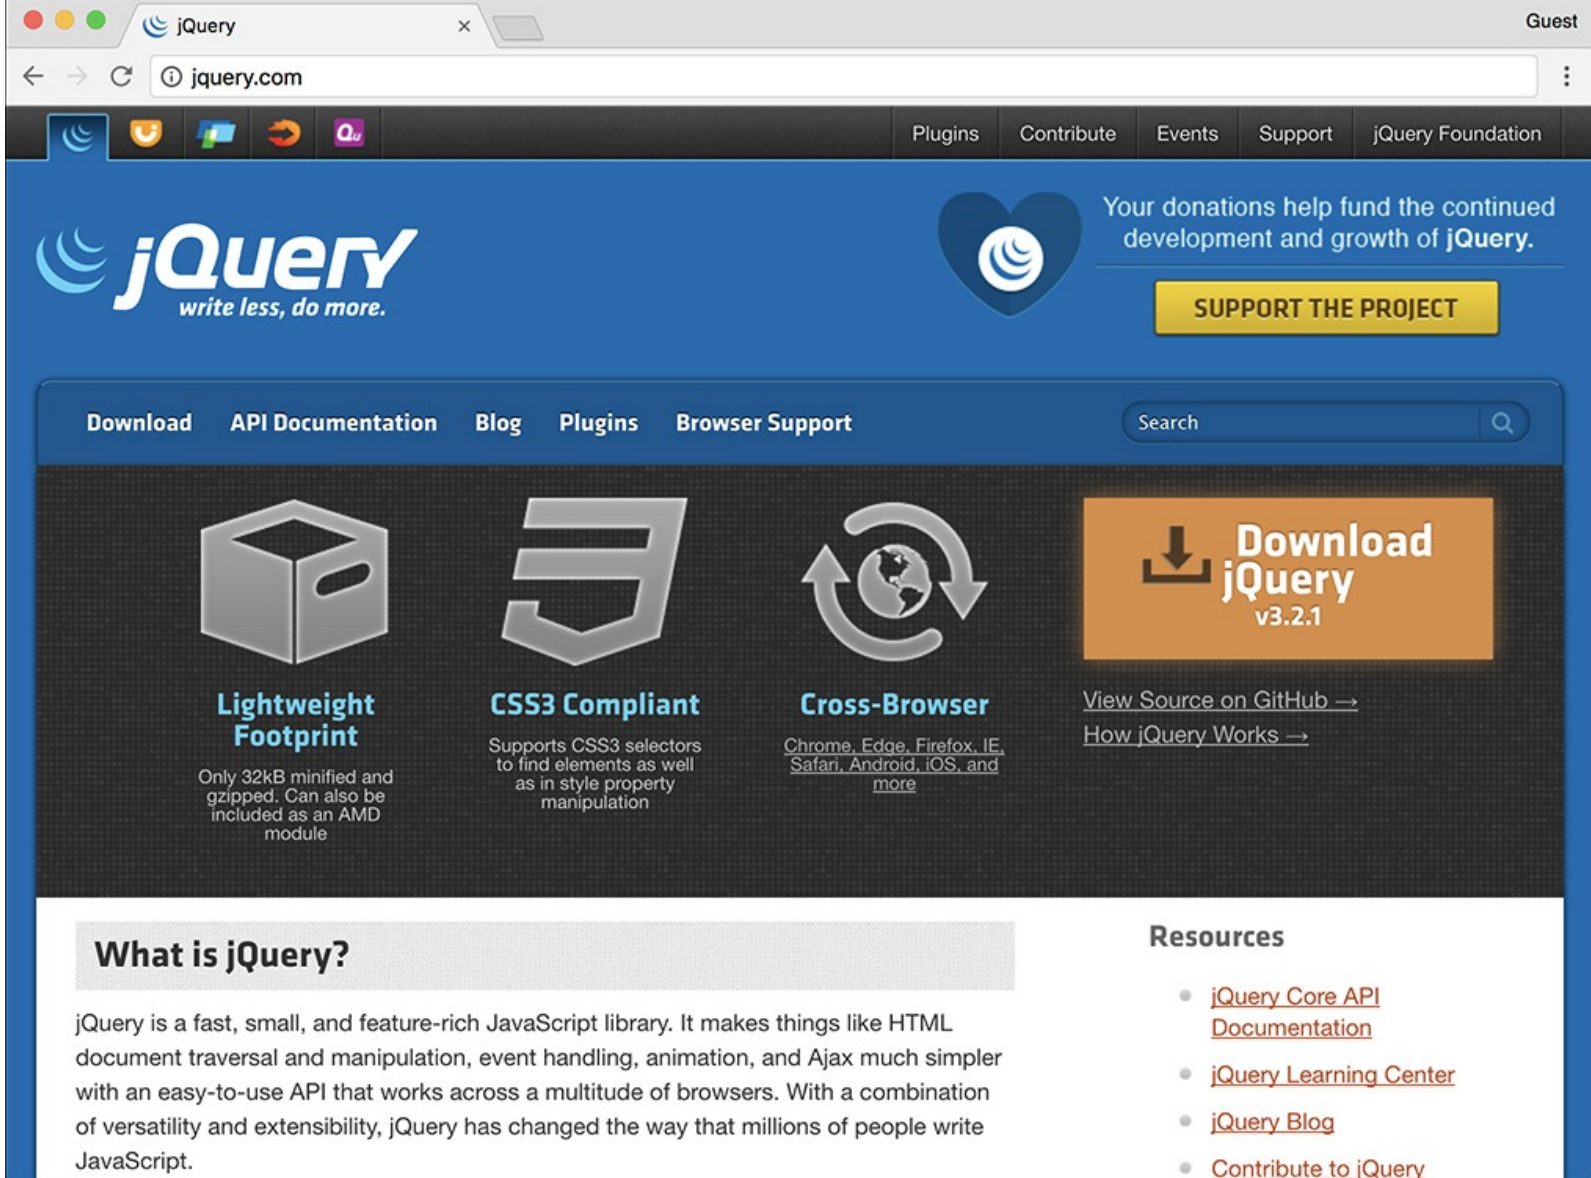 jQuery
Guest
jquery.com
Qu
Plugins
Contribute
Events
Support
jQuery Foundation
jQuery
write less, do more.
Your donations help fund the continued
development and growth of jQuery.
SUPPORT THE PROJECT
Download
API Documentation
Blog
Plugins
Browser Support
Search
Lightweight
Footprint
Only 32kB minified and
gzipped. Can also be
included as an AMD
module
CSS3 Compliant
Supports CSS3 selectors
to find elements as well
as in style property
manipulation
Cross-Browser
Chrome, Edge, Firefox, IE,
Safari, Android, iOS, and
more
Download
jQuery
v3.2.1
View Source on GitHub →
How jQuery Works →
What is jQuery?
jQuery is a fast, small, and feature-rich JavaScript library. It makes things like HTML
document traversal and manipulation, event handling, animation, and Ajax much simpler
with an easy-to-use API that works across a multitude of browsers. With a combination
of versatility and extensibility, jQuery has changed the way that millions of people write
JavaScript.
Resources
jQuery Core API
Documentation
jQuery Learning Center
jQuery Blog
Contribute to jQuery